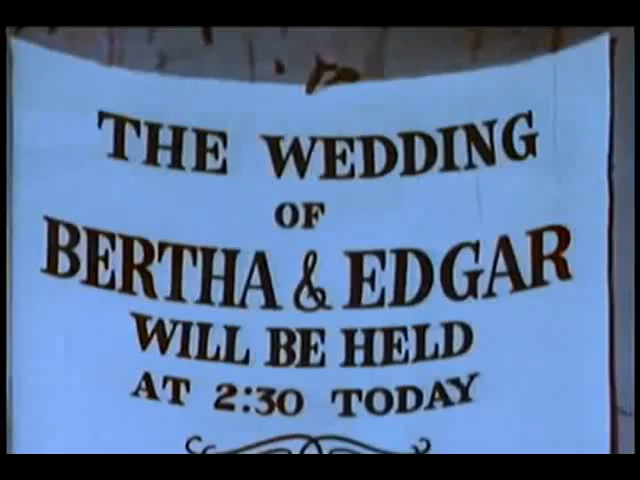 THE WEDDING
OF
BERTHA & EDGAR
WILL BE HELD
AT 2:30 TODAY